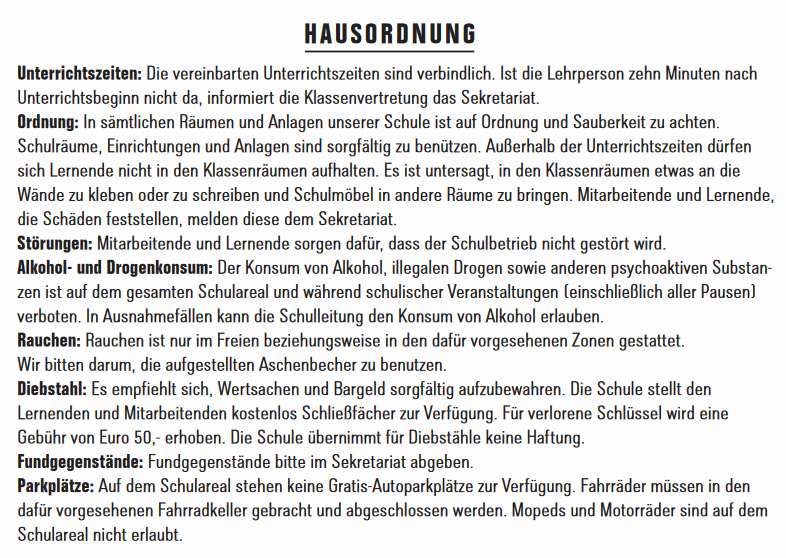 HAUSORDNUNG
Unterrichtszeiten: Die vereinbarten Unterrichtszeiten sind verbindlich. Ist die Lehrperson zehn Minuten nach
Unterrichtsbeginn nicht da, informiert die Klassenvertretung das Sekretariat.
Ordnung: In sämtlichen Räumen und Anlagen unserer Schule ist auf Ordnung und Sauberkeit zu achten.
Schulräume, Einrichtungen und Anlagen sind sorgfältig zu benützen. Außerhalb der Unterrichtszeiten dürfen
sich Lernende nicht in den Klassenräumen aufhalten. Es ist untersagt, in den Klassenräumen etwas an die
Wände zu kleben oder zu schreiben und Schulmöbel in andere Räume zu bringen. Mitarbeitende und Lernende,
die Schäden feststellen, melden diese dem Sekretariat.
Störungen: Mitarbeitende und Lernende sorgen dafür, dass der Schulbetrieb nicht gestört wird.
Alkohol- und Drogenkonsum: Der Konsum von Alkohol, illegalen Drogen sowie anderen psychoaktiven Substan-
zen ist auf dem gesamten Schulareal und während schulischer Veranstaltungen (einschließlich aller Pausen)
verboten. In Ausnahmefällen kann die Schulleitung den Konsum von Alkohol erlauben.
Rauchen: Rauchen ist nur im Freien beziehungsweise in den dafür vorgesehenen Zonen gestattet.
Wir bitten darum, die aufgestellten Aschenbecher zu benutzen.
Diebstahl: Es empfiehlt sich, Wertsachen und Bargeld sorgfältig aufzubewahren. Die Schule stellt den
Lernenden und Mitarbeitenden kostenlos Schließfächer zur Verfügung. Für verlorene Schlüssel wird eine
Gebühr von Euro 50,- erhoben. Die Schule übernimmt für Diebstähle keine Haftung.
Fundgegenstände: Fundgegenstände bitte im Sekretariat abgeben.
Parkplätze: Auf dem Schulareal stehen keine Gratis-Autoparkplätze zur Verfügung. Fahrräder müssen in den
dafür vorgesehenen Fahrradkeller gebracht und abgeschlossen werden. Mopeds und Motorräder sind auf dem
Schulareal nicht erlaubt.